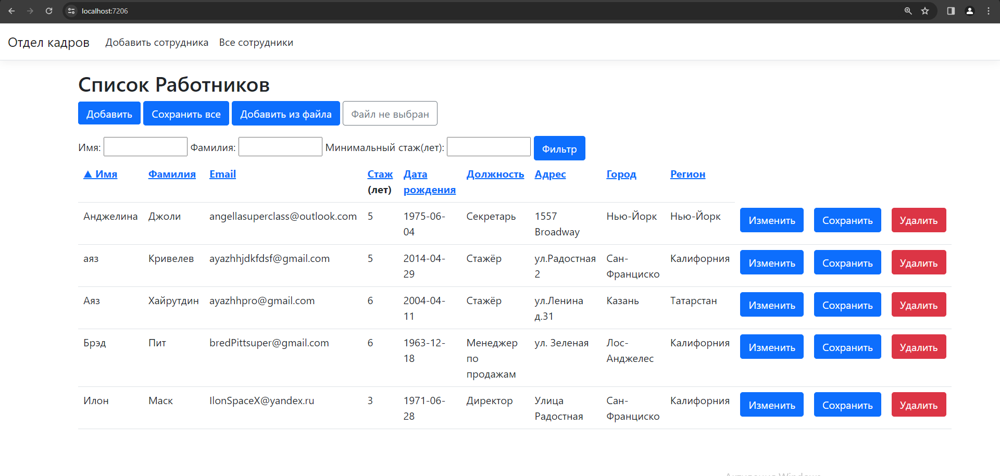 localhost:7206
Отдел кадров Добавить сотрудника Все сотрудники
Список Работников
Добавить Сохранить все Добавить из файла Файл не выбран
Имя: Фамилия: Минимальный стаж(лет): Фильтр
▲ Имя Фамилия Email Стаж Дата Должность Адрес Город Регион
(лет) рождения
Анджелина Джоли angellasuperclass@outlook.com 5 1975-06- Секретарь 1557 Нью-Йорк Нью-Йорк Изменить Сохранить Удалить
04 Broadway
аяз Кривелев ayazhhjdkfdsf@gmail.com 5 2014-04- Стажёр ул.Радостная Сан- Калифорния Изменить Сохранить Удалить
29 2 Франциско
Аяз Хайрутдин ayazhhpro@gmail.com 6 2004-04- Стажёр ул.Ленина Казань Татарстан Изменить Сохранить Удалить
11 д.31
Брэд Пит bredPittsuper@gmail.com 6 1963-12- Менеджер ул. Зеленая Лос- Калифорния Изменить Сохранить Удалить
18 по Анджелес
продажам
Илон Маск IlonSpaceX@yandex.ru 3 1971-06- Директор Улица Сан- Калифорния Изменить Сохранить Удалить
28 Радостная Франциско
Активация Windows